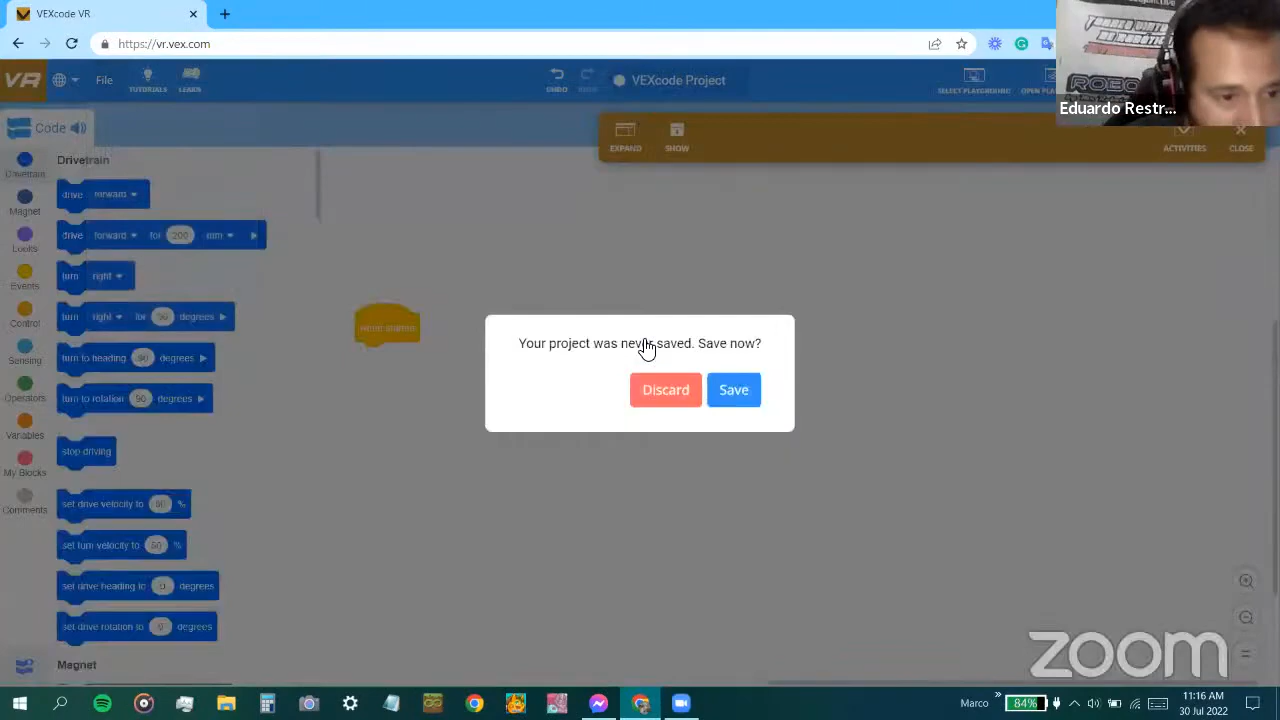 VEXcode VR
https://vr.vex.com
VR
File
TUTORIALS
LEARN
UNDO
VEXcode Project
SELECT PLAYGROUND
Eduardo Restr...
Code
EXPAND
SHOW
ACTIVITIES
CLOSE
Drivetrain
Drivetrain
drive forward
Magnet
drive forward for 200 mm
Looks
turn right
Events
turn right for 90 degrees
Control
when started
Your project was never saved. Save now?
Sensing
turn to heading 90 degrees
Discard
Save
Operators
turn to rotation 90 degrees
Variables
stop driving
My Blocks
Comments
set drive velocity to 50 %
set turn velocity to 50 %
set drive heading to 0 degrees
set drive rotation to 0 degrees
Magnet
zoom
Marco
84%
11:16 AM
30 Jul 2022